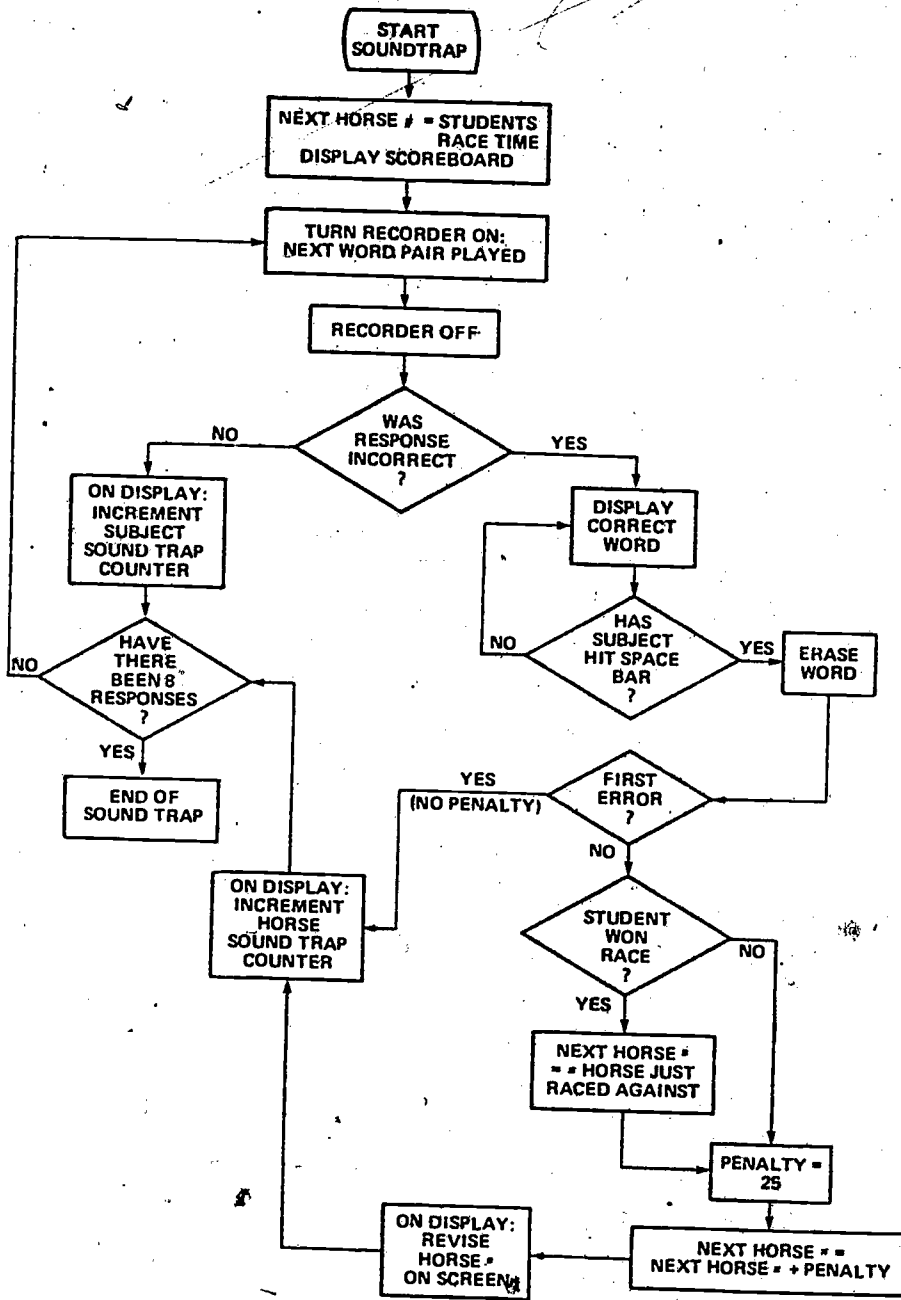 START
SOUNDTRAP
NEXT HORSE # = STUDENTS
RACE TIME
DISPLAY SCOREBOARD
TURN RECORDER ON:
NEXT WORD PAIR PLAYED
RECORDER OFF
WAS
RESPONSE
INCORRECT
?
NO
YES
ON DISPLAY:
INCREMENT
SUBJECT
SOUND TRAP
COUNTER
DISPLAY
CORRECT
WORD
HAVE
THERE
BEEN 8
RESPONSES
?
NO
YES
END OF
SOUND TRAP
HAS
SUBJECT
HIT SPACE
BAR
?
NO
YES
ERASE
WORD
FIRST
ERROR
?
YES
(NO PENALTY)
NO
ON DISPLAY:
INCREMENT
HORSE
SOUND TRAP
COUNTER
STUDENT
WON
RACE
?
NO
YES
NEXT HORSE #
= # HORSE JUST
RACED AGAINST
PENALTY =
25
NEXT HORSE # =
NEXT HORSE # + PENALTY
ON DISPLAY:
REVISE
HORSE #
ON SCREEN